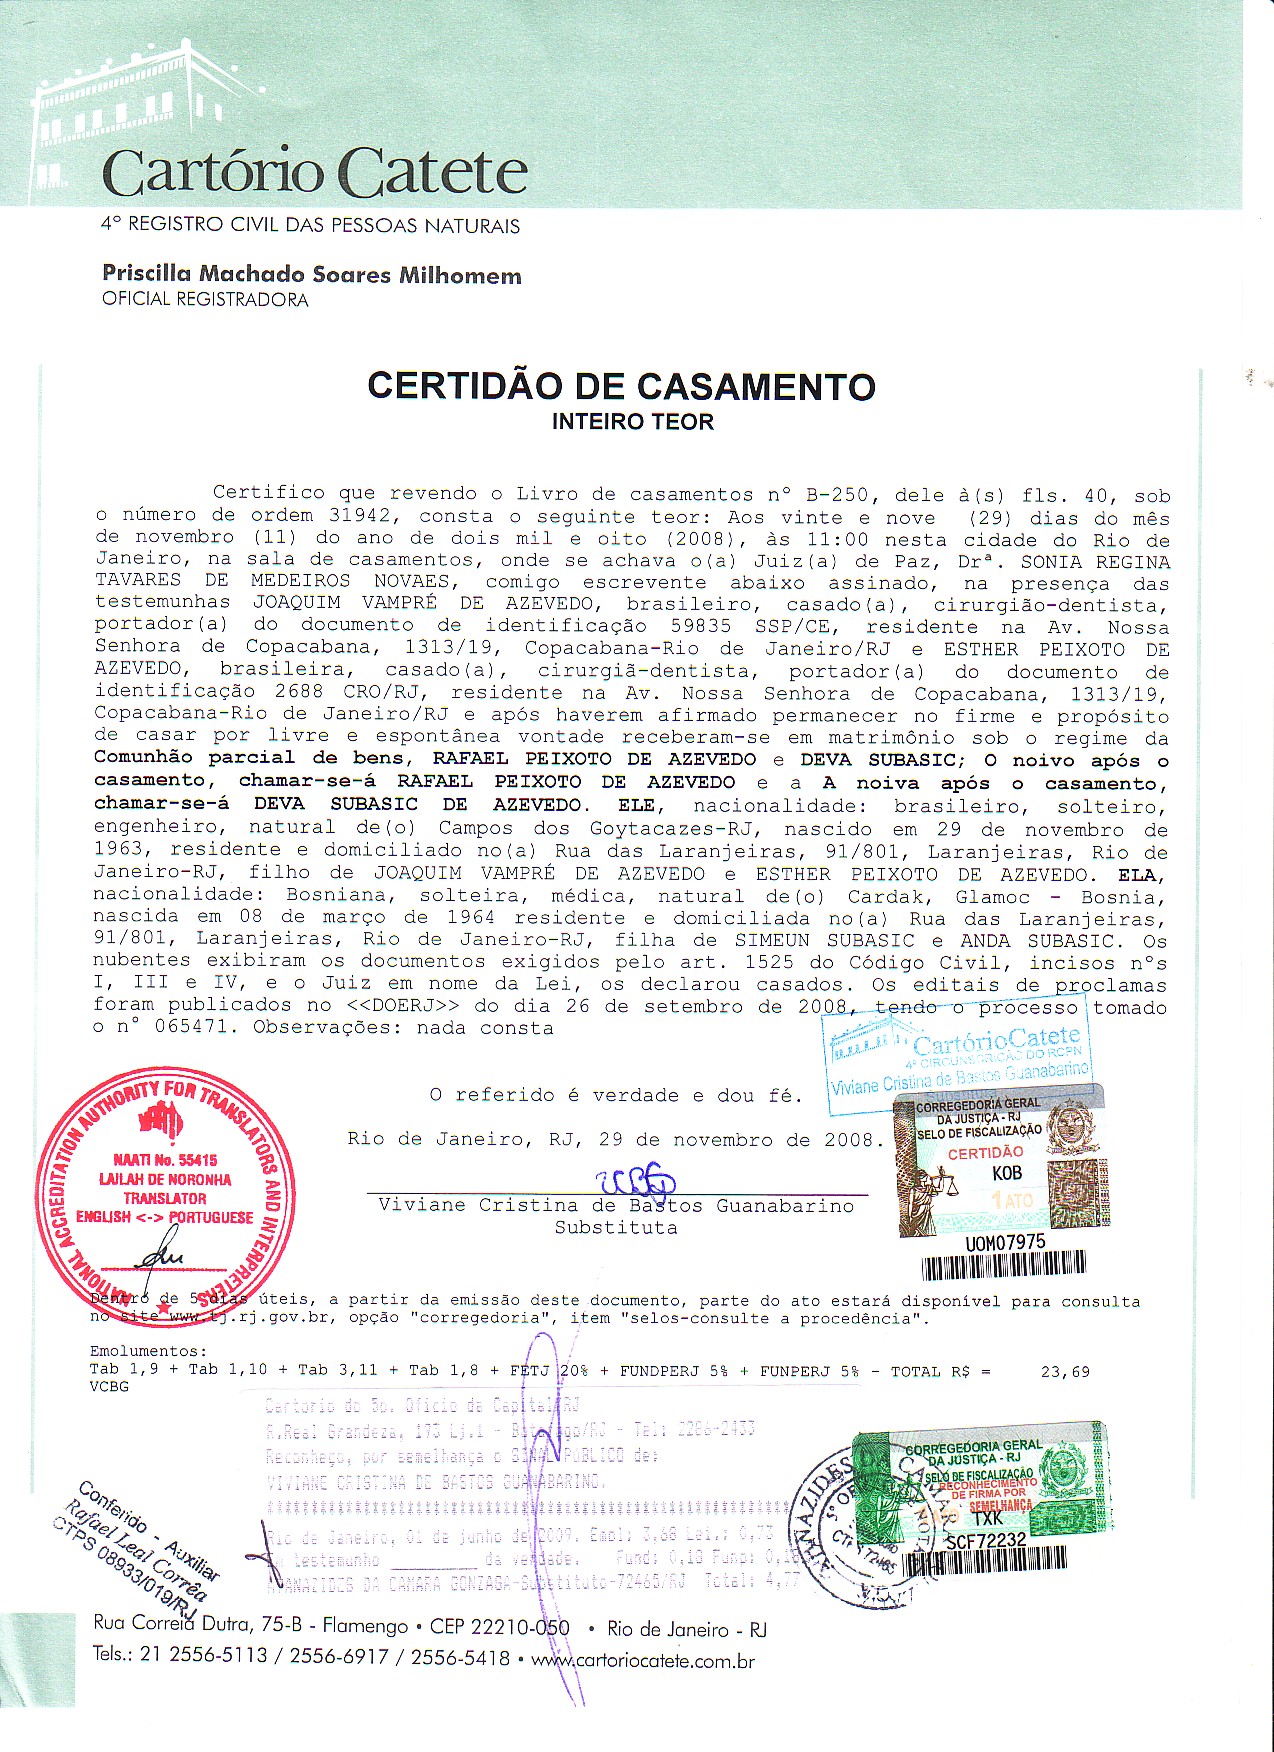 Cartório Catete
4º REGISTRO CIVIL DAS PESSOAS NATURAIS
Priscilla Machado Soares Milhomem
OFICIAL REGISTRADORA
CERTIDÃO DE CASAMENTO
INTEIRO TEOR
Certifico que revendo o Livro de casamentos nº B-250, dele à(s) fls. 40, sob
o número de ordem 31942, consta o seguinte teor: Aos vinte e nove (29) dias do mês
de novembro (11) do ano de dois mil e oito (2008), às 11:00 nesta cidade do Rio de
Janeiro, na sala de casamentos, onde se achava o(a) Juiz(a) de Paz, Drª. SONIA REGINA
TAVARES DE MEDEIROS NOVAES, comigo escrevente abaixo assinado, na presença das
testemunhas JOAQUIM VAMPRÉ DE AZEVEDO, brasileiro, casado(a), cirurgião-dentista,
portador(a) do documento de identificação 59835 SSP/CE, residente na Av. Nossa
Senhora de Copacabana, 1313/19, Copacabana-Rio de Janeiro/RJ e ESTHER PEIXOTO DE
AZEVEDO, brasileira, casado(a), cirurgiã-dentista, portador(a) do documento de
identificação 2688 CRO/RJ, residente na Av. Nossa Senhora de Copacabana, 1313/19,
Copacabana-Rio de Janeiro/RJ e após haverem afirmado permanecer no firme e propósito
de casar por livre e espontânea vontade receberam-se em matrimônio sob o regime da
Comunhão parcial de bens, RAFAEL PEIXOTO DE AZEVEDO e DEVA SUBASIC; O noivo após o
casamento, chamar-se-á RAFAEL PEIXOTO DE AZEVEDO e a A noiva após o casamento,
chamar-se-á DEVA SUBASIC DE AZEVEDO. ELE, nacionalidade: brasileiro, solteiro,
engenheiro, natural de(o) Campos dos Goytacazes-RJ, nascido em 29 de novembro de
1963, residente e domiciliado no(a) Rua das Laranjeiras, 91/801, Laranjeiras, Rio de
Janeiro-RJ, filho de JOAQUIM VAMPRÉ DE AZEVEDO e ESTHER PEIXOTO DE AZEVEDO. ELA,
nacionalidade: Bosniana, solteira, médica, natural de(o) Cardak, Glamoc - Bosnia,
nascida em 08 de março de 1964 residente e domiciliada no(a) Rua das Laranjeiras,
91/801, Laranjeiras, Rio de Janeiro-RJ, filha de SIMEUN SUBASIC e ANDA SUBASIC. Os
nubentes exibiram os documentos exigidos pelo art. 1525 do Código Civil, incisos nºs
I, III e IV, e o Juiz em nome da Lei, os declarou casados. Os editais de proclamas
foram publicados no <<DOERJ>> do dia 26 de setembro de 2008, tendo o processo tomado
o nº 065471. Observações: nada consta
CartórioCatete
4ª CIRCUNSCRIÇÃO DO RCPN
Viviane Cristina de Bastos Guanabarino
Substituta
O referido é verdade e dou fé.
Rio de Janeiro, RJ, 29 de novembro de 2008.
Viviane Cristina de Bastos Guanabarino
Substituta
CORREGEDORIA GERAL
DA JUSTIÇA - RJ
SELO DE FISCALIZAÇÃO
CERTIDÃO
KOB
1 ATO
UOM07975
NATIONAL ACCREDITATION AUTHORITY FOR TRANSLATORS AND INTERPRETERS
NAATI No. 55415
LAILAH DE NORONHA
TRANSLATOR
ENGLISH <-> PORTUGUESE
Dentro de 5 dias úteis, a partir da emissão deste documento, parte do ato estará disponível para consulta
no site www.tj.rj.gov.br, opção "corregedoria", item "selos-consulte a procedência".
Emolumentos:
Tab 1,9 + Tab 1,10 + Tab 3,11 + Tab 1,8 + FETJ 20% + FUNDPERJ 5% + FUNPERJ 5% - TOTAL R$ = 23,69
VCBG
Cartorio do 5o. Oficio da Capital/RJ
R.Real Grandeza, 193 Lj.1 - Botafogo/RJ - Tel: 2286-2433
Reconheço, por semelhança o SINAL PUBLICO de:
VIVIANE CRISTINA DE BASTOS GUANABARINO.
Rio de Janeiro, 01 de junho de 2009. Empl: 3,68 Lei.: 0,73
testemunho da verdade. Fund: 0,18 Funp: 0,18
AVANAZIDES DA CAMARA GONZAGA-Substituto-72465/RJ Total: 4,77
CORREGEDORIA GERAL
DA JUSTIÇA - RJ
SELO DE FISCALIZAÇÃO
RECONHECIMENTO
DE FIRMA POR
SEMELHANÇA
TXK
SCF72232
Conferido - Auxiliar
Rafael Leal Corrêa
CTPS 08933/019/RJ
Rua Correia Dutra, 75-B - Flamengo • CEP 22210-050 • Rio de Janeiro - RJ
Tels.: 21 2556-5113 / 2556-6917 / 2556-5418 • www.cartoriocatete.com.br